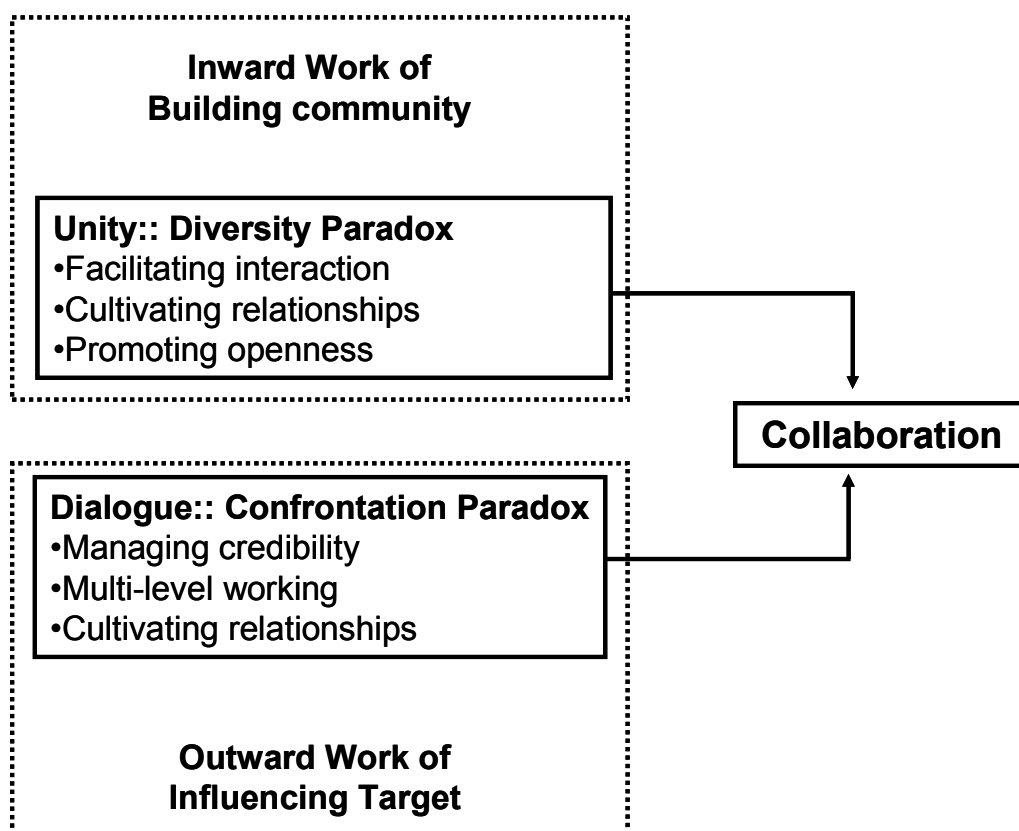 Inward Work of
Building community
Unity:: Diversity Paradox
•Facilitating interaction
•Cultivating relationships
•Promoting openness
Collaboration
Dialogue:: Confrontation Paradox
•Managing credibility
•Multi-level working
•Cultivating relationships
Outward Work of
Influencing Target